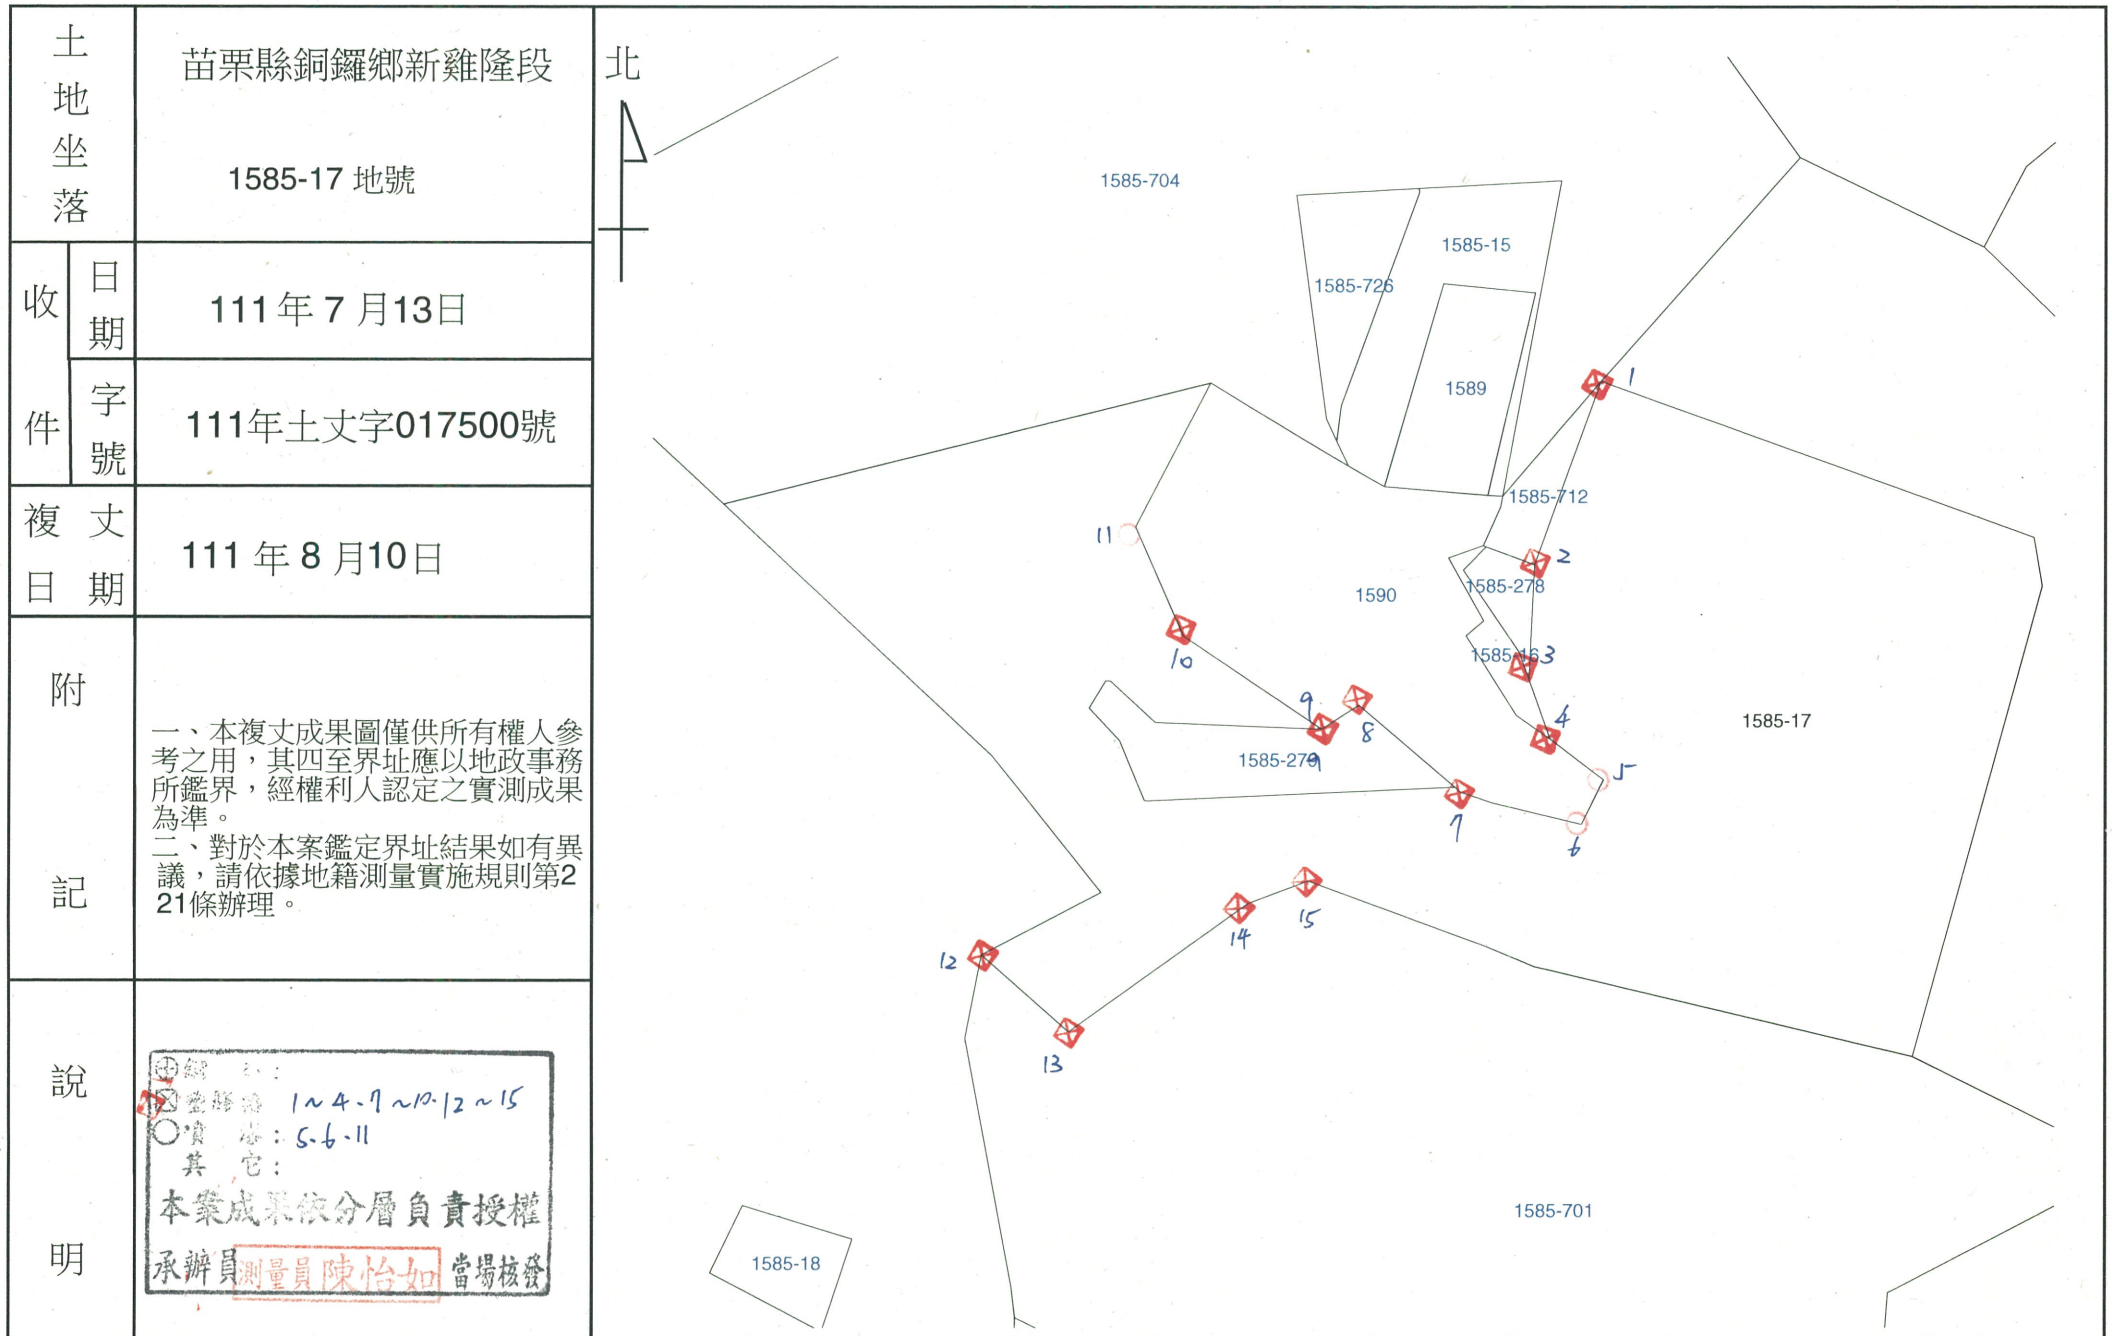 土地坐落
苗栗縣銅鑼鄉新雞隆段
1585-17 地號
收件
日期
111 年 7 月13日
字號
111年土丈字017500號
複丈
日期
111 年 8 月10日
附記
一、本複丈成果圖僅供所有權人參
考之用，其四至界址應以地政事務
所鑑界，經權利人認定之實測成果
為準。
二、對於本案鑑定界址結果如有異
議，請依據地籍測量實施規則第2
21條辦理。
說明
1~4.7~10.12~15
噴漆：5.6.11
其它：
本案成果依分層負責授權
承辦員 測量員陳怡如 當場核發
北
1585-704
1585-15
1585-726
1589
1
1585-712
11
2
1585-278
1590
10
1585-16
3
9
8
4
1585-17
1585-279
9
5
7
6
14
15
12
13
1585-701
1585-18